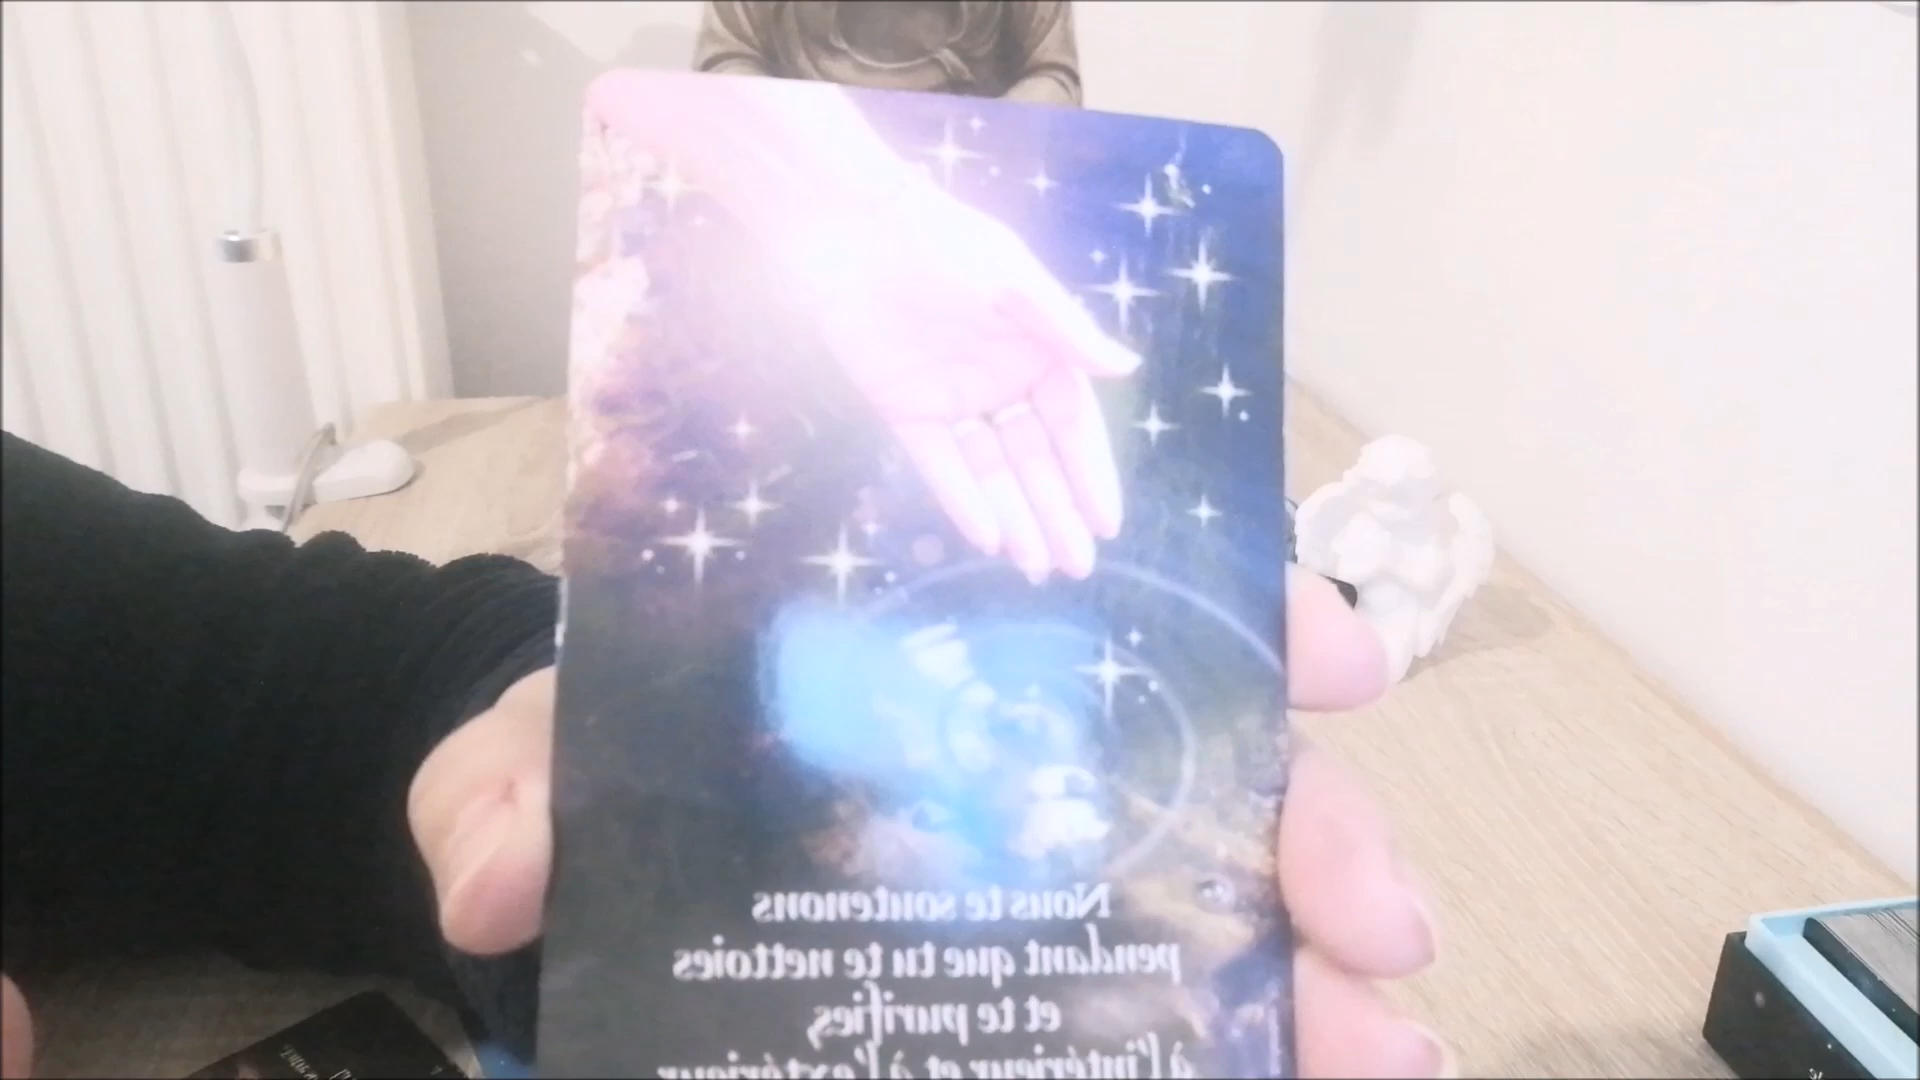 Nous te soutenons
pendant que tu te nettoies
et te purifies,
à l'intérieur et à l'extérieur